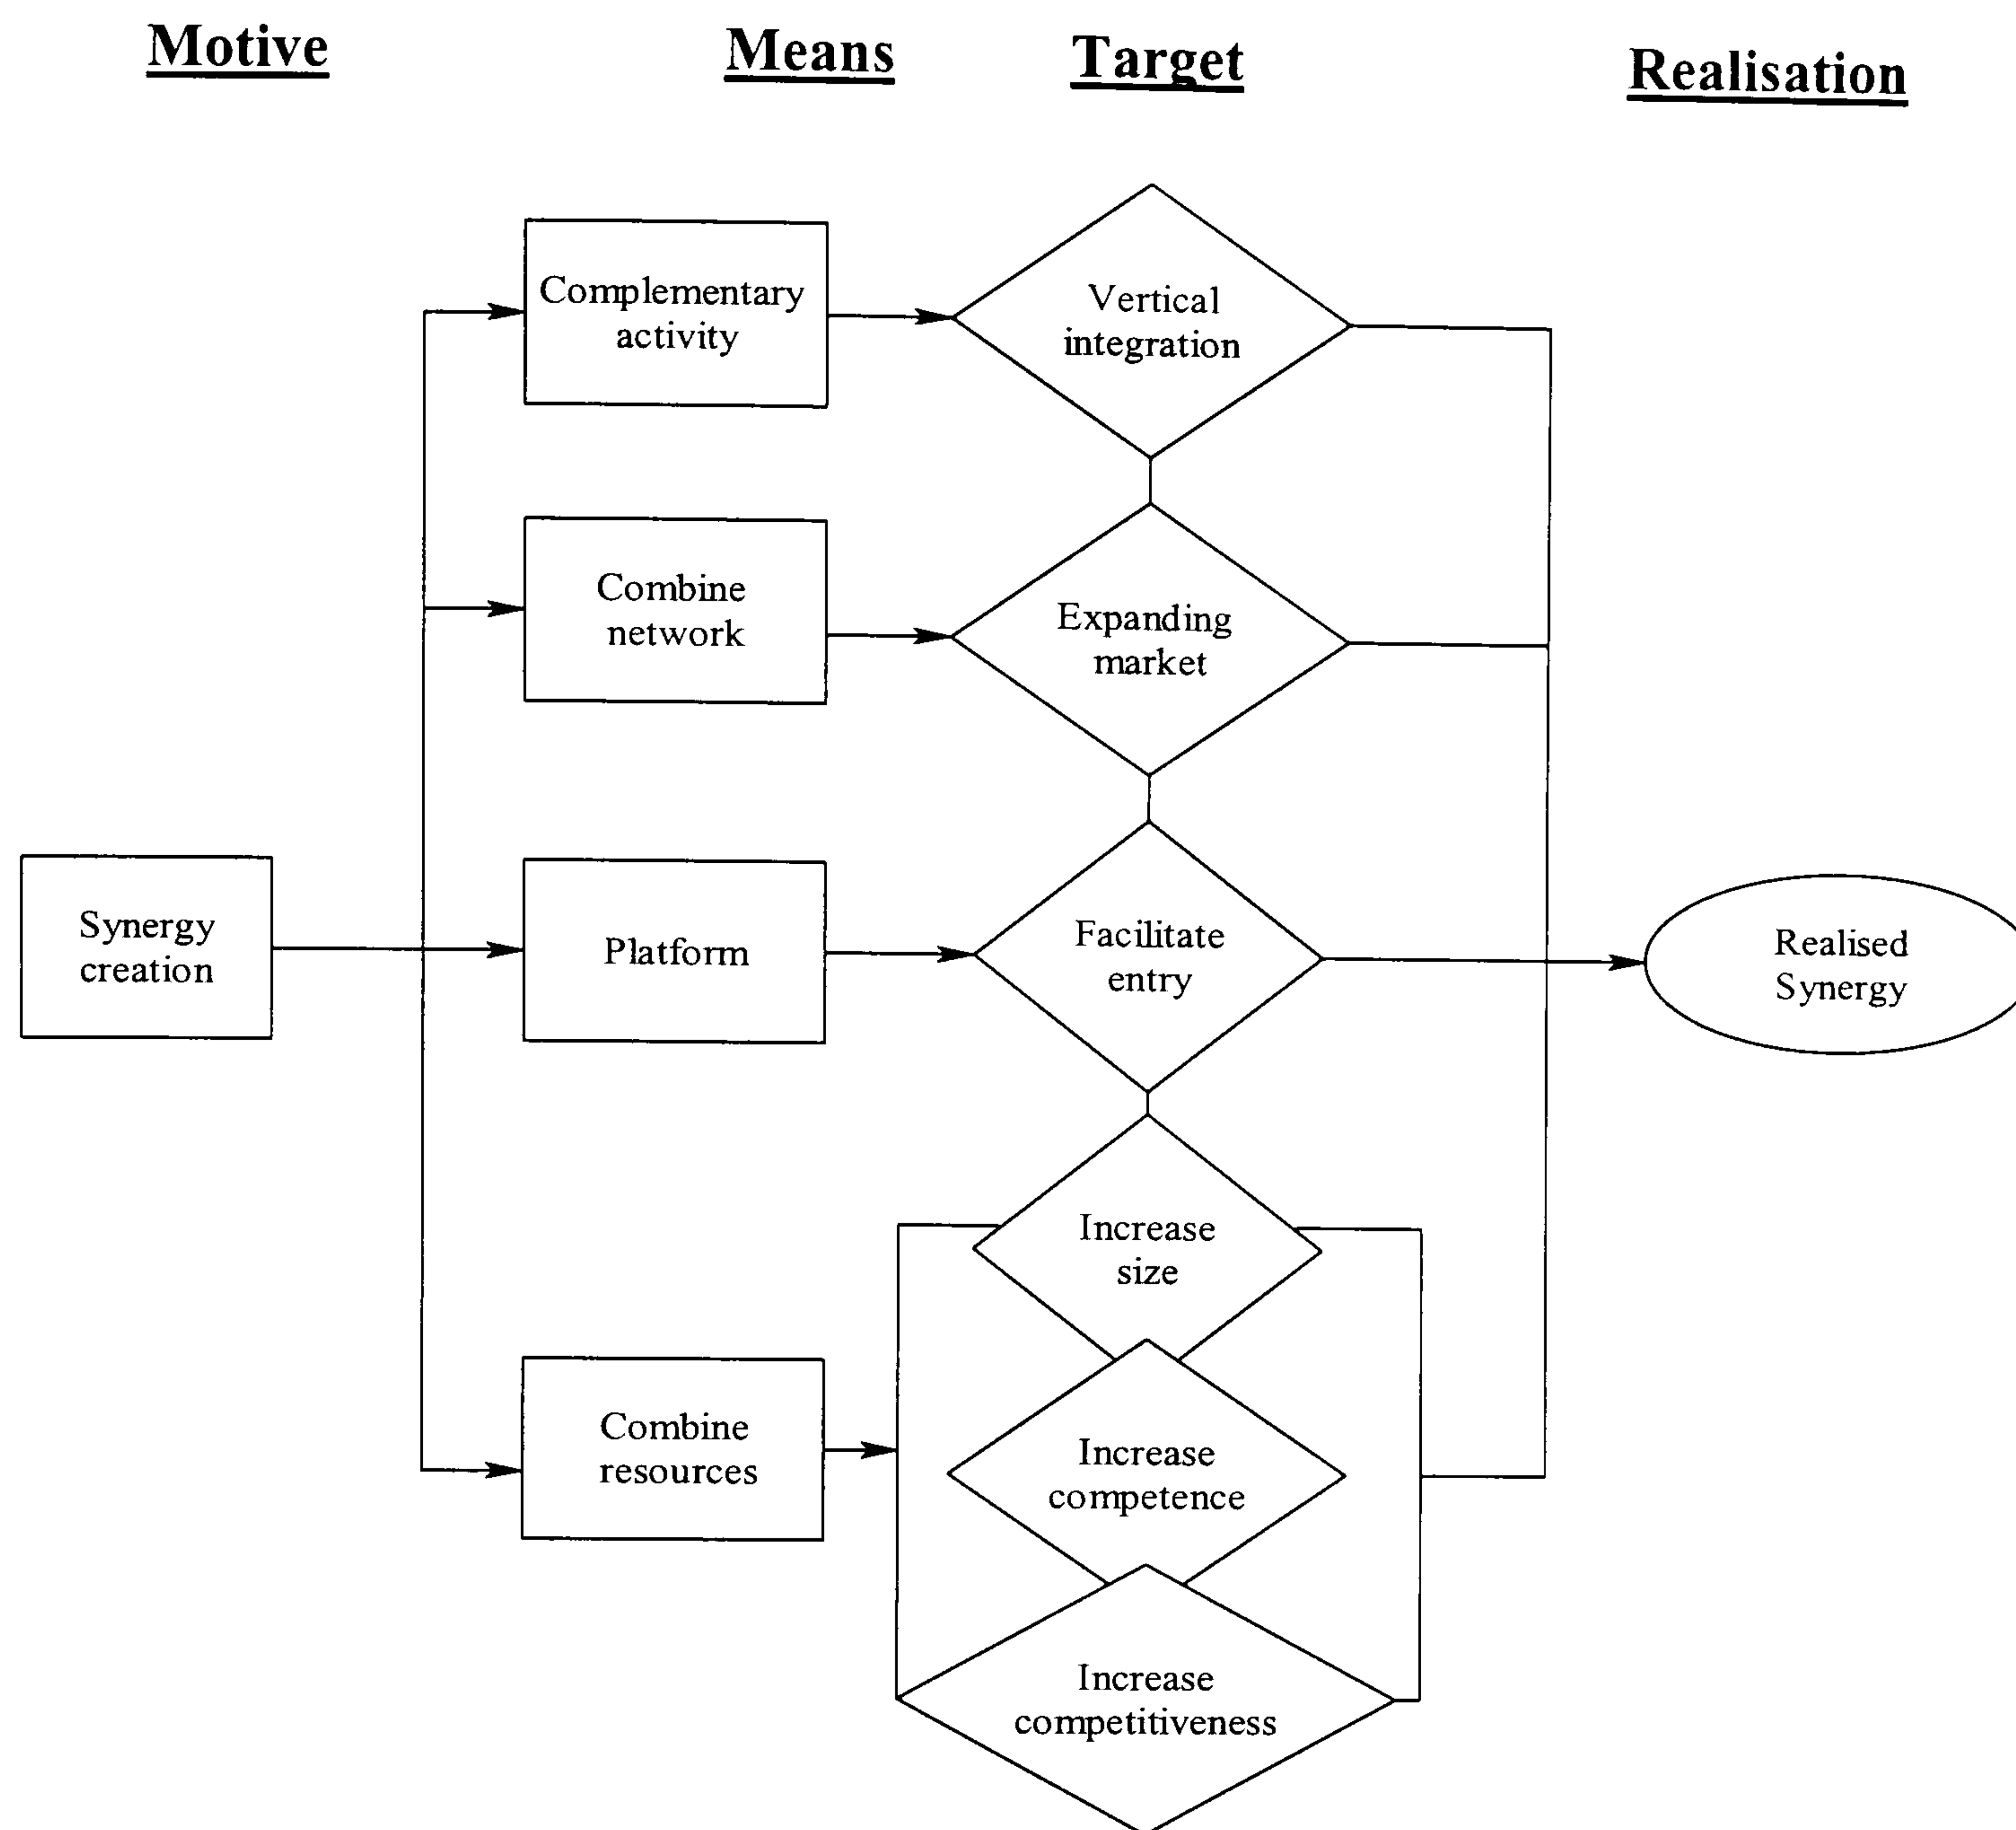 Motive
Means
Target
Realisation
Complementary
activity
Vertical
integration
Combine
network
Expanding
market
Synergy
creation
Platform
Facilitate
entry
Realised
Synergy
Increase
size
Combine
resources
Increase
competence
Increase
competitiveness